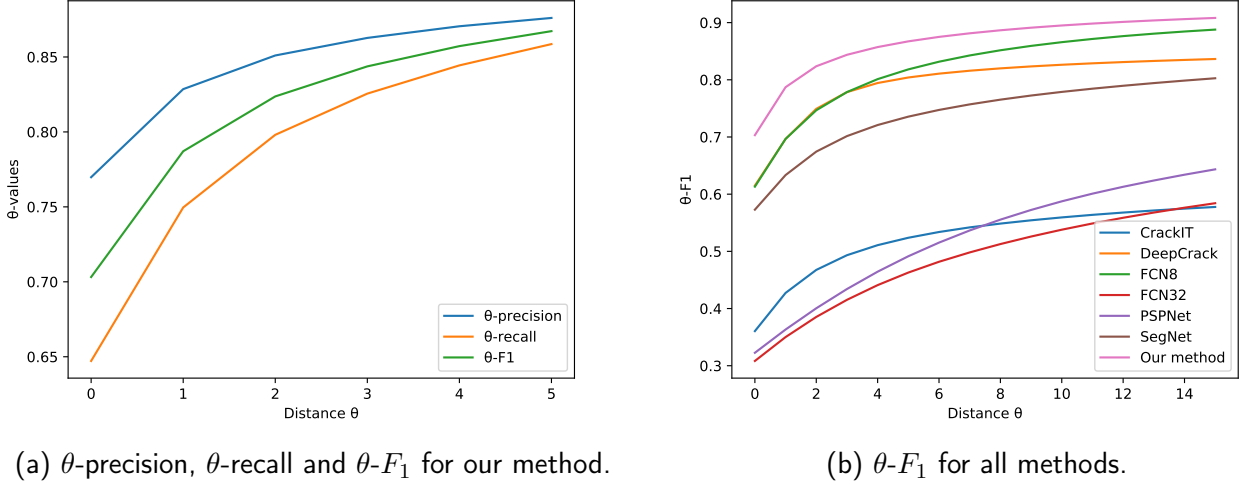 0.85
0.80
0.75
0.70
0.65
θ-values
0 1 2 3 4 5
Distance θ
θ-precision
θ-recall
θ-F1
(a) θ-precision, θ-recall and θ-F₁ for our method.
0.9
0.8
0.7
0.6
0.5
0.4
0.3
θ-F1
0 2 4 6 8 10 12 14
Distance θ
CrackIT
DeepCrack
FCN8
FCN32
PSPNet
SegNet
Our method
(b) θ-F₁ for all methods.